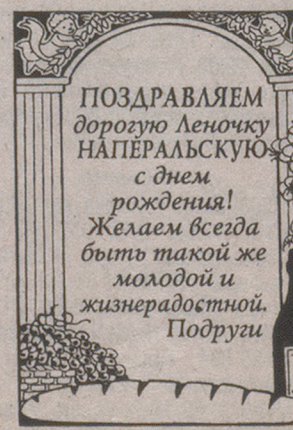 ПОЗДРАВЛЯЕМ
дорогую Леночку
НАПЕРАЛЬСКУЮ
с днем
рождения!
Желаем всегда
быть такой же
молодой и
жизнерадостной.
Подруги